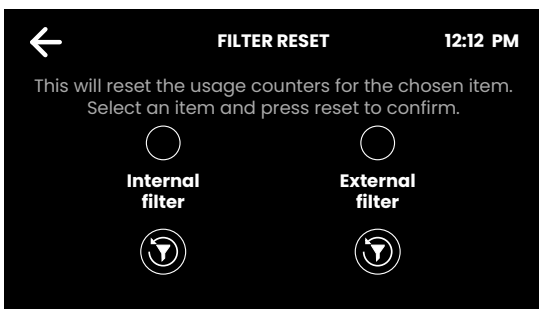 FILTER RESET 12:12 PM
This will reset the usage counters for the chosen item.
Select an item and press reset to confirm.
Internal External
filter filter